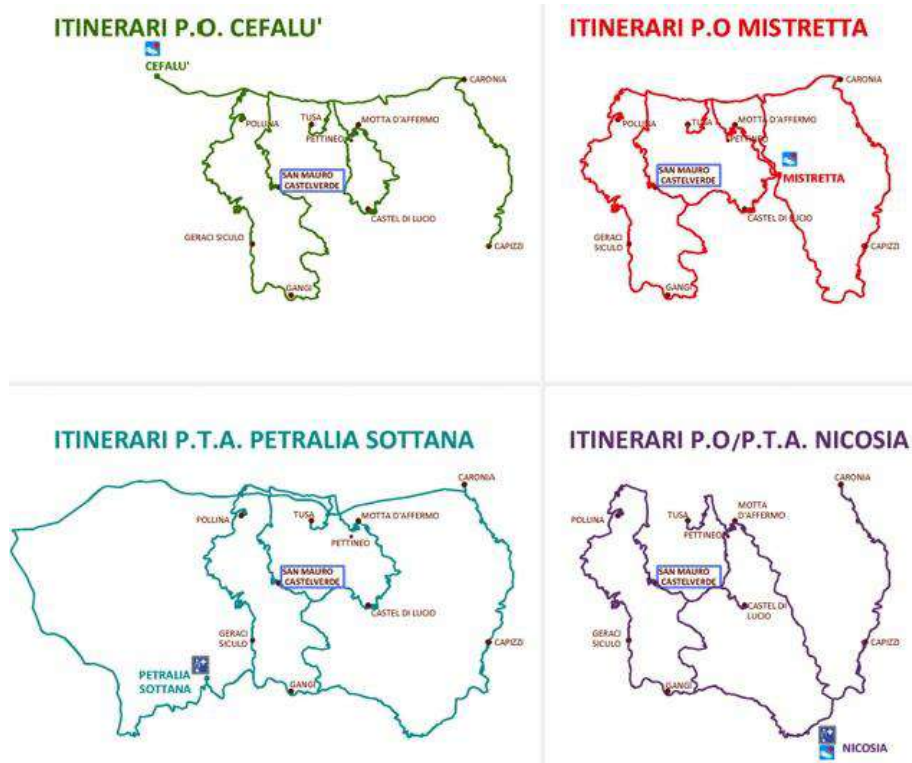 ITINERARI P.O. CEFALU'
CEFALU'
CARONIA
POLLINA
TUSA
MOTTA D'AFFERMO
PETTINEO
SAN MAURO
CASTELVERDE
CASTEL DI LUCIO
GERACI SICULO
CAPIZZI
GANGI
ITINERARI P.O MISTRETTA
CARONIA
POLLINA
TUSA
MOTTA D'AFFERMO
PETTINEO
SAN MAURO
CASTELVERDE
MISTRETTA
CASTEL DI LUCIO
GERACI
SICULO
CAPIZZI
GANGI
ITINERARI P.T.A. PETRALIA SOTTANA
CARONIA
POLLINA
TUSA
MOTTA D'AFFERMO
PETTINEO
SAN MAURO
CASTELVERDE
CASTEL DI LUCIO
GERACI
SICULO
CAPIZZI
PETRALIA
SOTTANA
GANGI
ITINERARI P.O/P.T.A. NICOSIA
CARONIA
POLLINA
TUSA
MOTTA
D'AFFERMO
PETTINEO
SAN MAURO
CASTELVERDE
CASTEL DI
LUCIO
GERACI
SICULO
CAPIZZI
GANGI
NICOSIA